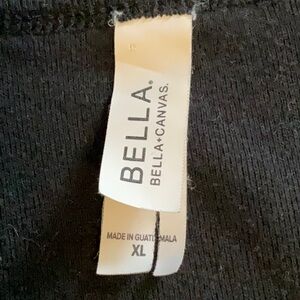 BELLA.
BELLA+CANVAS.
MADE IN GUATEMALA
XL